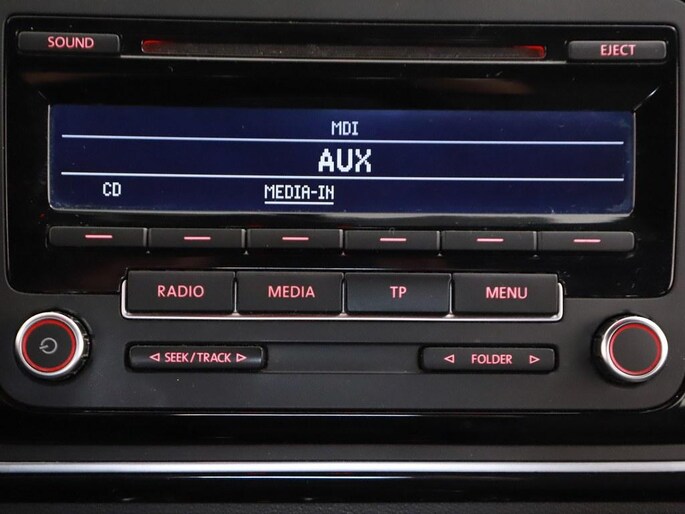 SOUND
EJECT
MDI
AUX
CD MEDIA-IN
RADIO MEDIA TP MENU
◁ SEEK/TRACK ▷ ◁ FOLDER ▷